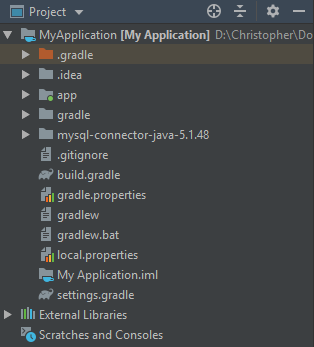 Project
MyApplication [My Application] D:\Christopher\Do
.gradle
.idea
app
gradle
mysql-connector-java-5.1.48
.gitignore
build.gradle
gradle.properties
gradlew
gradlew.bat
local.properties
My Application.iml
settings.gradle
External Libraries
Scratches and Consoles